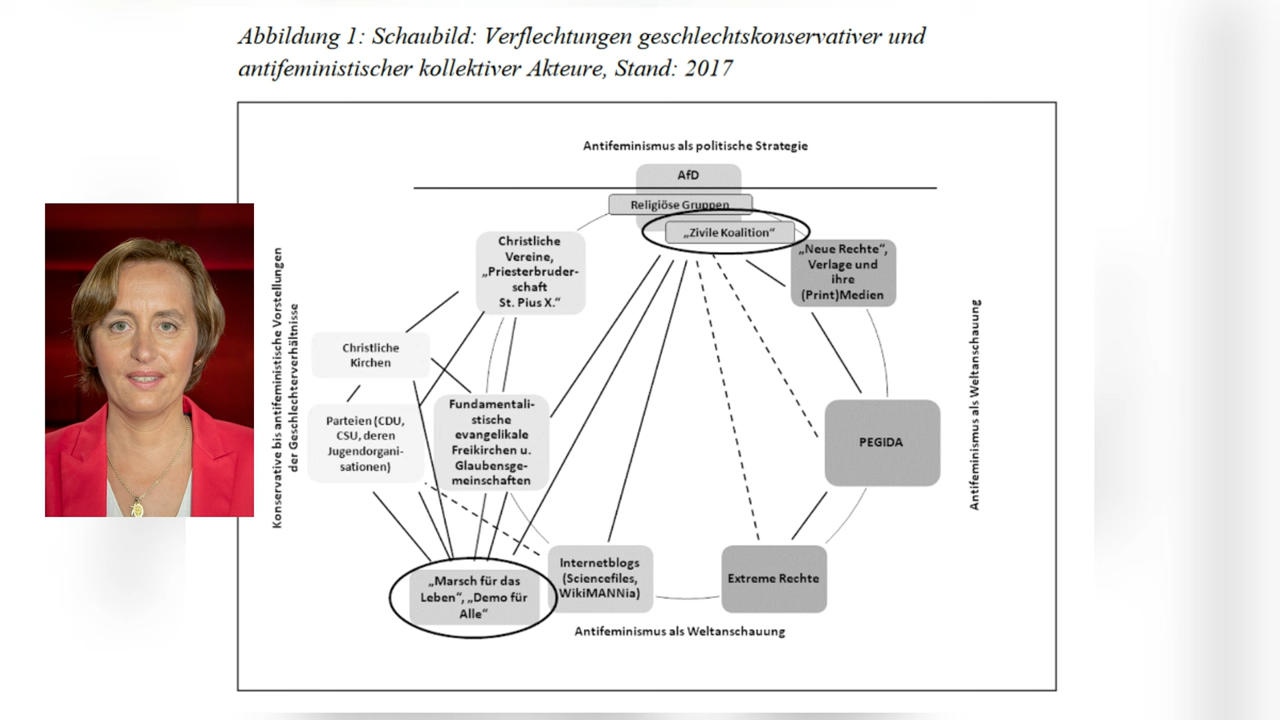 Abbildung 1: Schaubild: Verflechtungen geschlechtskonservativer und
antifeministischer kollektiver Akteure, Stand: 2017
Antifeminismus als politische Strategie
AfD
Religiöse Gruppen
„Zivile Koalition“
Christliche
Vereine,
„Priesterbruder-
schaft
St. Pius X.“
„Neue Rechte“,
Verlage und
ihre
(Print)Medien
Konservative bis antifeministische Vorstellungen
der Geschlechterverhältnisse
Christliche
Kirchen
Parteien (CDU,
CSU, deren
Jugendorgani-
sationen)
Fundamentali-
stische
evangelikale
Freikirchen u.
Glaubensge-
meinschaften
PEGIDA
Antifeminismus als Weltanschauung
„Marsch für das
Leben“, „Demo für
Alle“
Internetblogs
(Sciencefiles,
WikiMANNia)
Extreme Rechte
Antifeminismus als Weltanschauung